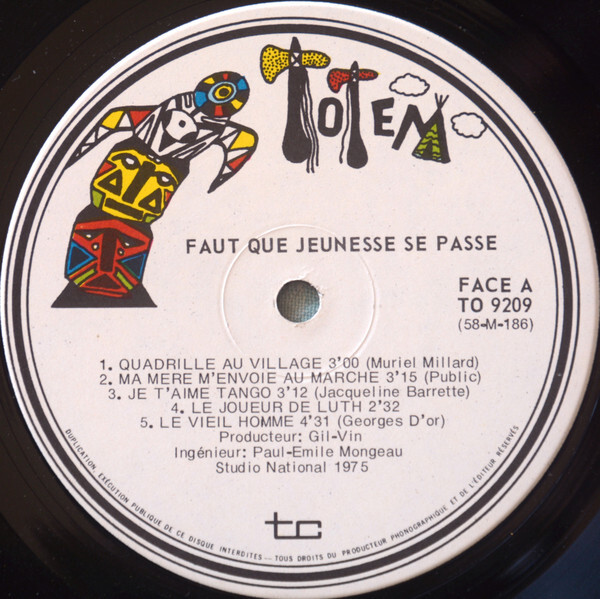 TOTEM
FAUT QUE JEUNESSE SE PASSE
FACE A
TO 9209
(58-M-186)
1. QUADRILLE AU VILLAGE 3'00 (Muriel Millard)
2. MA MERE M'ENVOIE AU MARCHE 3'15 (Public)
3. JE T'AIME TANGO 3'12 (Jacqueline Barrette)
4. LE JOUEUR DE LUTH 2'32
5. LE VIEIL HOMME 4'31 (Georges D'or)
Producteur: Gil-Vin
Ingénieur: Paul-Emile Mongeau
Studio National 1975
DUPLICATION, EXÉCUTION PUBLIQUE DE CE DISQUE INTERDITES -- TOUS DROITS DU PRODUCTEUR PHONOGRAPHIQUE ET DE L'ÉDITEUR RÉSERVÉS
tc